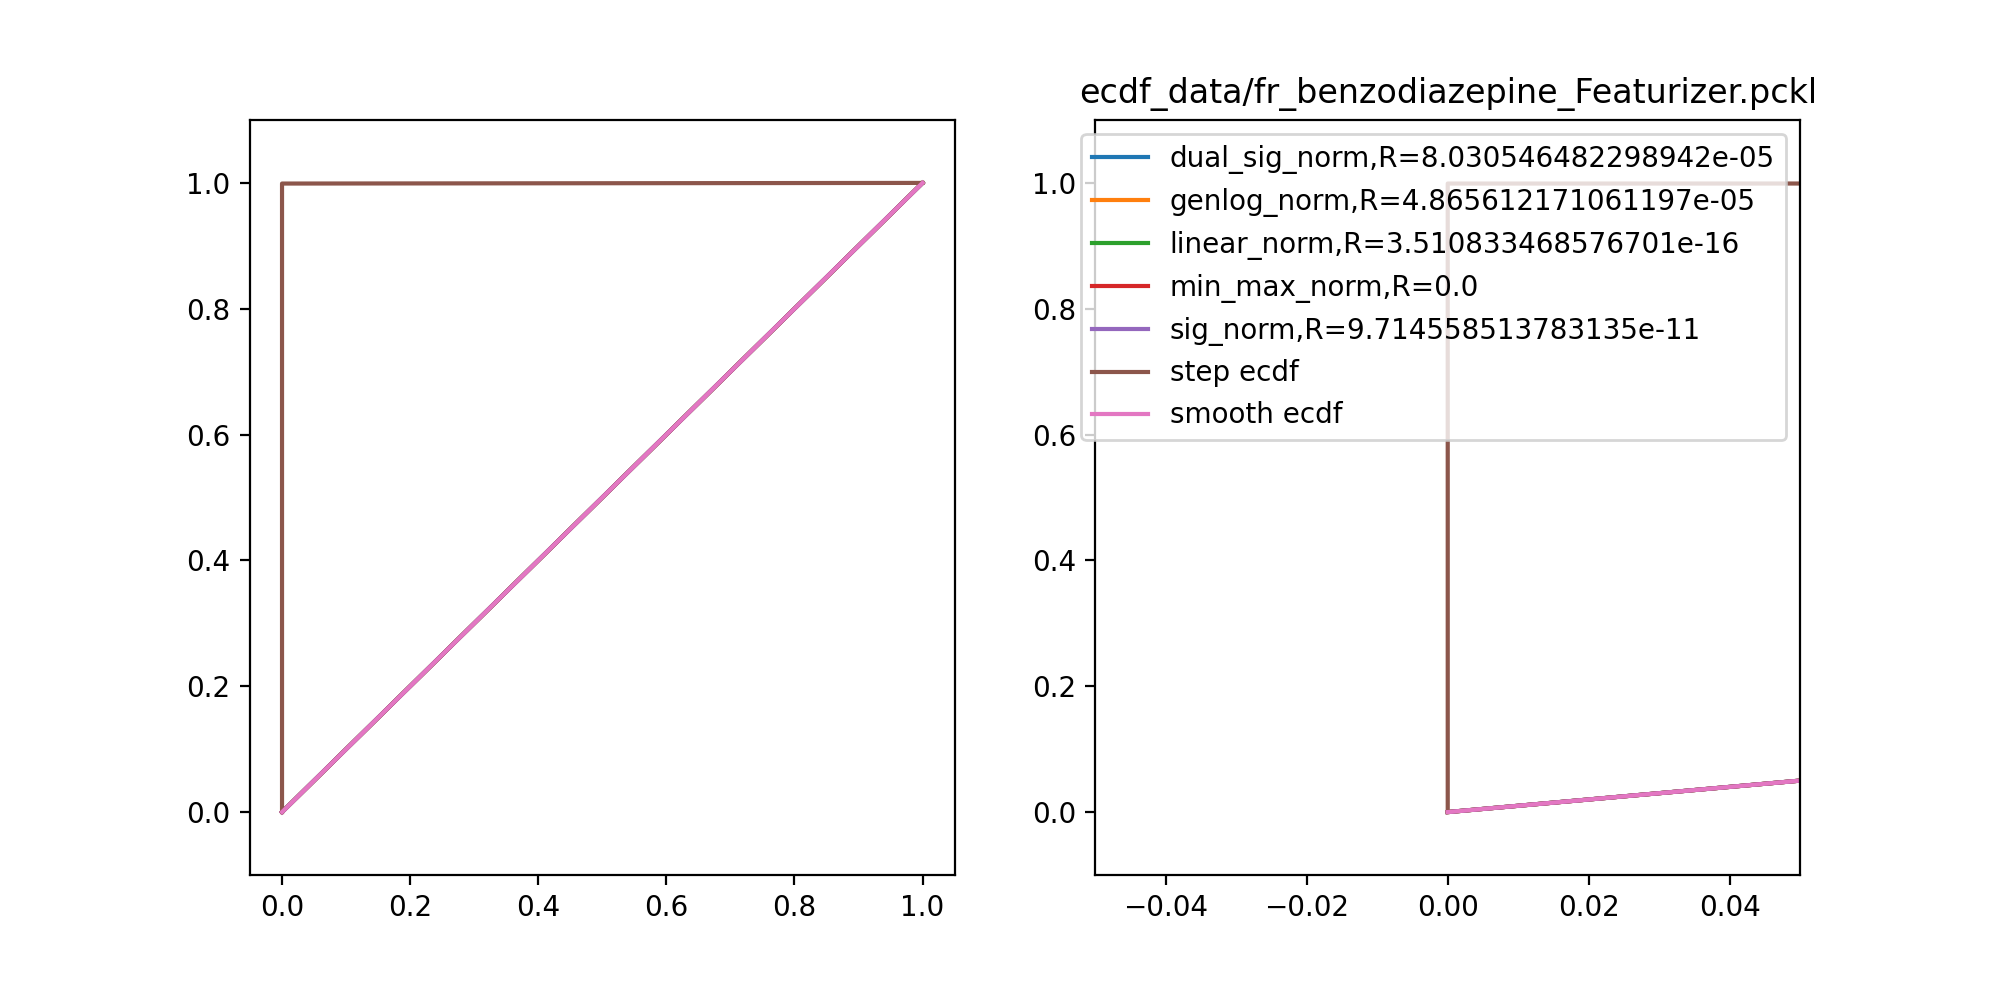 ecdf_data/fr_benzodiazepine_Featurizer.pckl
1.0
0.8
0.6
0.4
0.2
0.0
0.0 0.2 0.4 0.6 0.8 1.0
dual_sig_norm,R=8.030546482298942e-05
genlog_norm,R=4.865612171061197e-05
linear_norm,R=3.510833468576701e-16
min_max_norm,R=0.0
sig_norm,R=9.714558513783135e-11
step ecdf
smooth ecdf
1.0
0.8
0.6
0.4
0.2
0.0
−0.04 −0.02 0.00 0.02 0.04